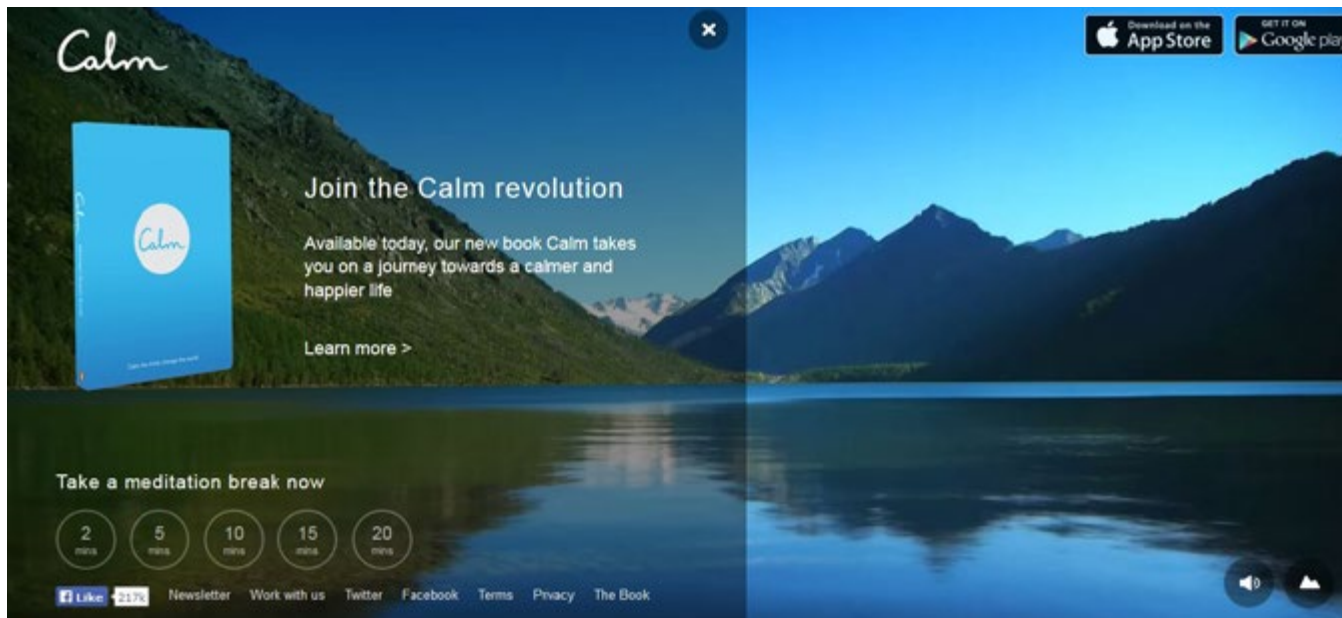 Calm
Download on the
App Store
GET IT ON
Google play
Calm
Calm
Join the Calm revolution
Available today, our new book Calm takes
you on a journey towards a calmer and
happier life
Learn more >
Take a meditation break now
2 mins
5 mins
10 mins
15 mins
20 mins
Like 217k Newsletter Work with us Twitter Facebook Terms Privacy The Book